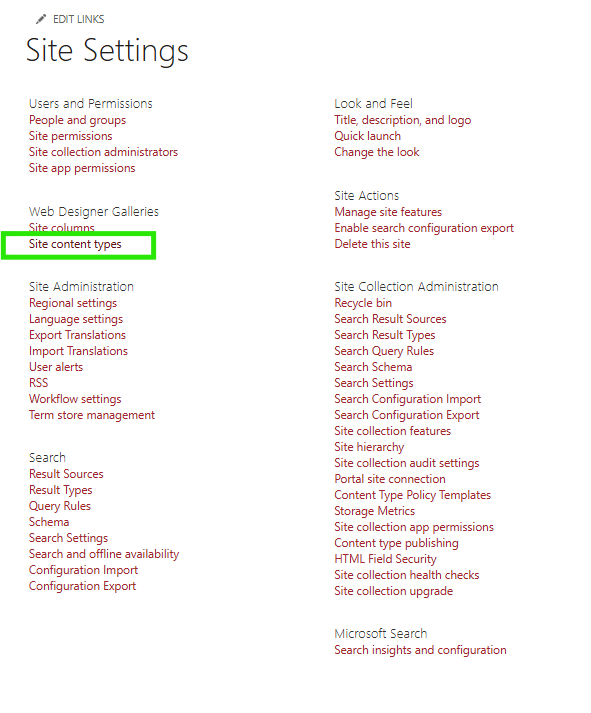 EDIT LINKS
Site Settings
Users and Permissions
People and groups
Site permissions
Site collection administrators
Site app permissions
Web Designer Galleries
Site columns
Site content types
Site Administration
Regional settings
Language settings
Export Translations
Import Translations
User alerts
RSS
Workflow settings
Term store management
Search
Result Sources
Result Types
Query Rules
Schema
Search Settings
Search and offline availability
Configuration Import
Configuration Export
Look and Feel
Title, description, and logo
Quick launch
Change the look
Site Actions
Manage site features
Enable search configuration export
Delete this site
Site Collection Administration
Recycle bin
Search Result Sources
Search Result Types
Search Query Rules
Search Schema
Search Settings
Search Configuration Import
Search Configuration Export
Site collection features
Site hierarchy
Site collection audit settings
Portal site connection
Content Type Policy Templates
Storage Metrics
Site collection app permissions
Content type publishing
HTML Field Security
Site collection health checks
Site collection upgrade
Microsoft Search
Search insights and configuration